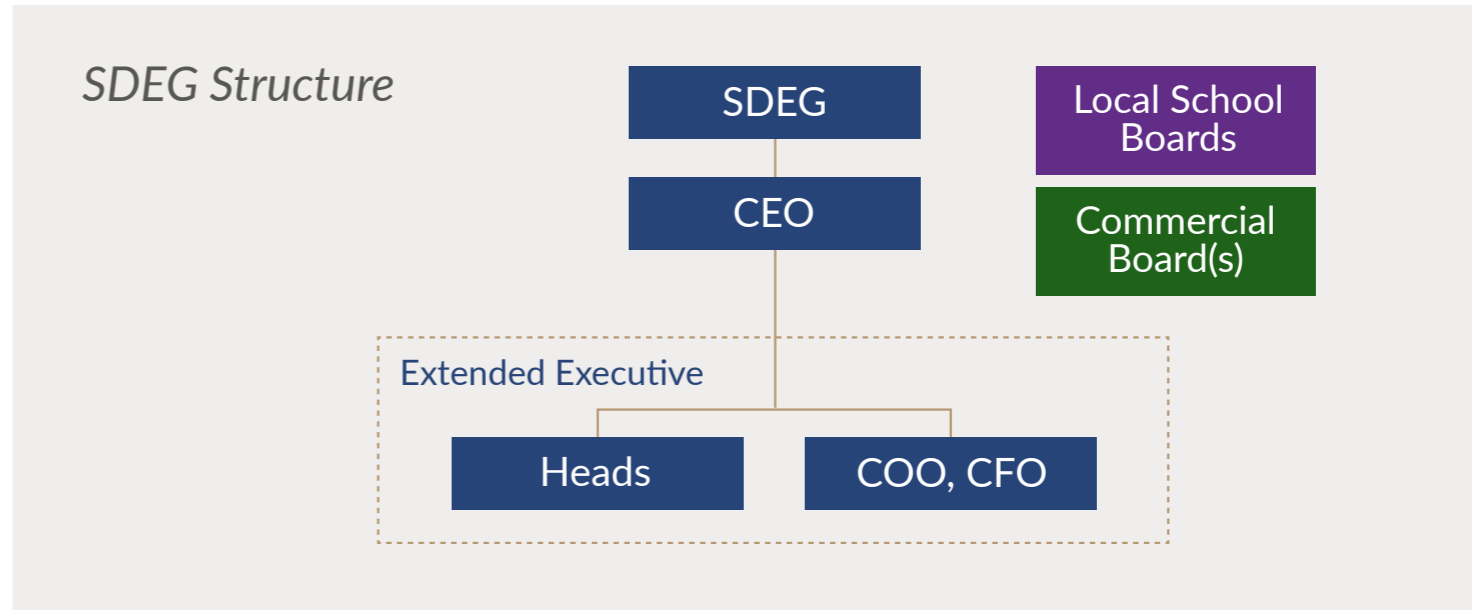 SDEG Structure
SDEG
Local School
Boards
CEO
Commercial
Board(s)
Extended Executive
Heads
COO, CFO